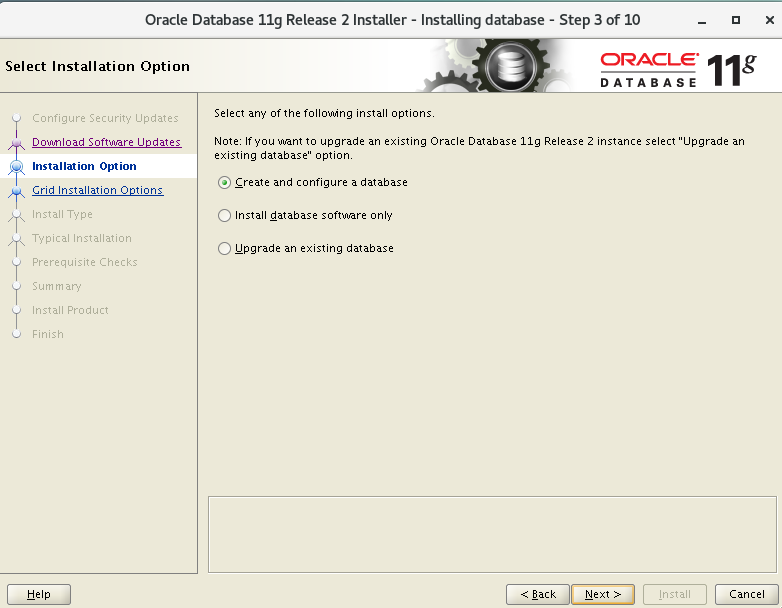 Oracle Database 11g Release 2 Installer - Installing database - Step 3 of 10
Select Installation Option
ORACLE
DATABASE
11g
Configure Security Updates
Download Software Updates
Installation Option
Grid Installation Options
Install Type
Typical Installation
Prerequisite Checks
Summary
Install Product
Finish
Select any of the following install options.
Note: If you want to upgrade an existing Oracle Database 11g Release 2 instance select "Upgrade an
existing database" option.
Create and configure a database
Install database software only
Upgrade an existing database
Help
< Back
Next >
Install
Cancel